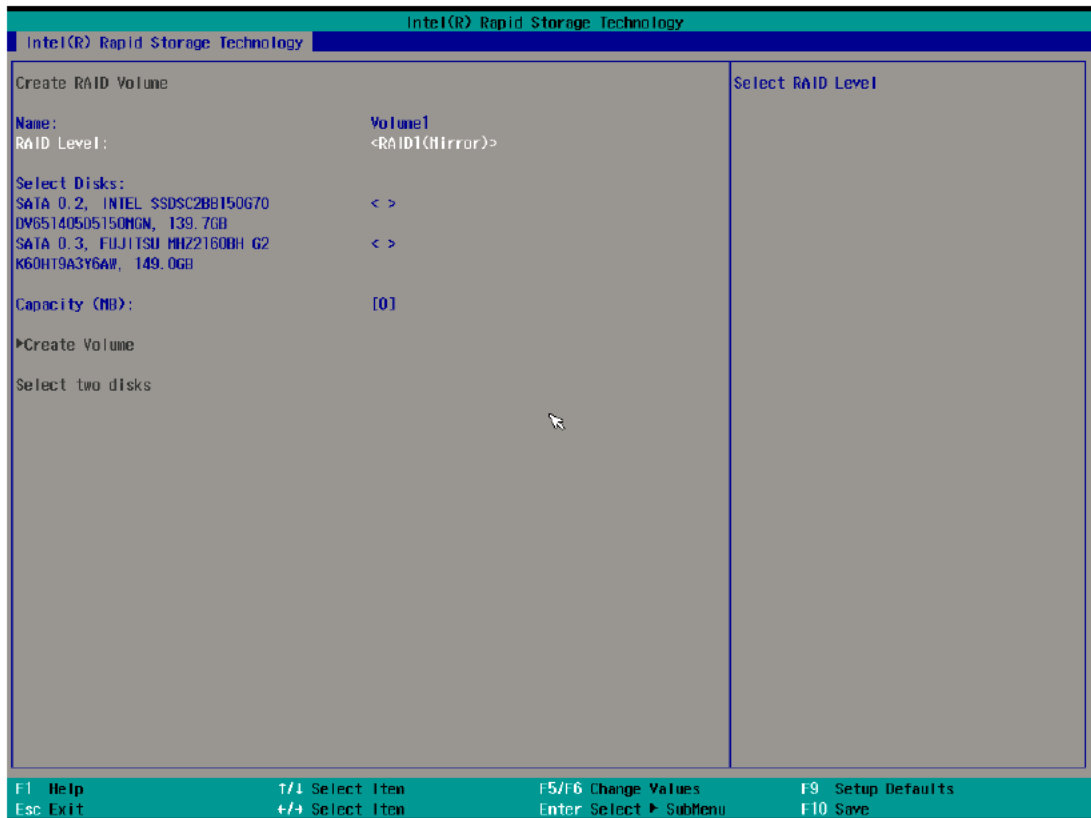 Intel(R) Rapid Storage Technology
Intel(R) Rapid Storage Technology
Create RAID Volume
Select RAID Level
Name: Volume1
RAID Level: <RAID1(Mirror)>
Select Disks:
SATA 0.2, INTEL SSDSC2BB150G70 < >
DV651405D5150MGN, 139.7GB
SATA 0.3, FUJITSU MHZ2160BH G2 < >
K60HT9A3Y6AW, 149.0GB
Capacity (MB): [0]
▶Create Volume
Select two disks
F1 Help ↑/↓ Select Item F5/F6 Change Values F9 Setup Defaults
Esc Exit ←/→ Select Item Enter Select ▶ SubMenu F10 Save